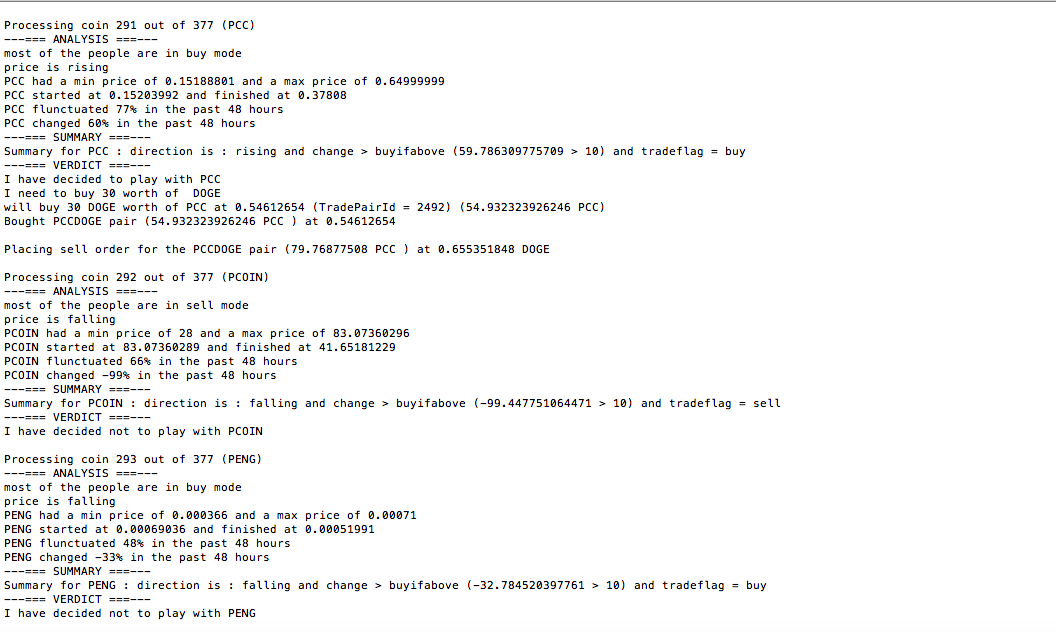 Processing coin 291 out of 377 (PCC)
---=== ANALYSIS ===---
most of the people are in buy mode
price is rising
PCC had a min price of 0.15188801 and a max price of 0.64999999
PCC started at 0.15203992 and finished at 0.37808
PCC flunctuated 77% in the past 48 hours
PCC changed 60% in the past 48 hours
---=== SUMMARY ===---
Summary for PCC : direction is : rising and change > buyifabove (59.786309775709 > 10) and tradeflag = buy
---=== VERDICT ===---
I have decided to play with PCC
I need to buy 30 worth of  DOGE
will buy 30 DOGE worth of PCC at 0.54612654 (TradePairId = 2492) (54.932323926246 PCC)
Bought PCCDOGE pair (54.932323926246 PCC ) at 0.54612654
Placing sell order for the PCCDOGE pair (79.76877508 PCC ) at 0.655351848 DOGE
Processing coin 292 out of 377 (PCOIN)
---=== ANALYSIS ===---
most of the people are in sell mode
price is falling
PCOIN had a min price of 28 and a max price of 83.07360296
PCOIN started at 83.07360289 and finished at 41.65181229
PCOIN flunctuated 66% in the past 48 hours
PCOIN changed -99% in the past 48 hours
---=== SUMMARY ===---
Summary for PCOIN : direction is : falling and change > buyifabove (-99.447751064471 > 10) and tradeflag = sell
---=== VERDICT ===---
I have decided not to play with PCOIN
Processing coin 293 out of 377 (PENG)
---=== ANALYSIS ===---
most of the people are in buy mode
price is falling
PENG had a min price of 0.000366 and a max price of 0.00071
PENG started at 0.00069036 and finished at 0.00051991
PENG flunctuated 48% in the past 48 hours
PENG changed -33% in the past 48 hours
---=== SUMMARY ===---
Summary for PENG : direction is : falling and change > buyifabove (-32.784520397761 > 10) and tradeflag = buy
---=== VERDICT ===---
I have decided not to play with PENG